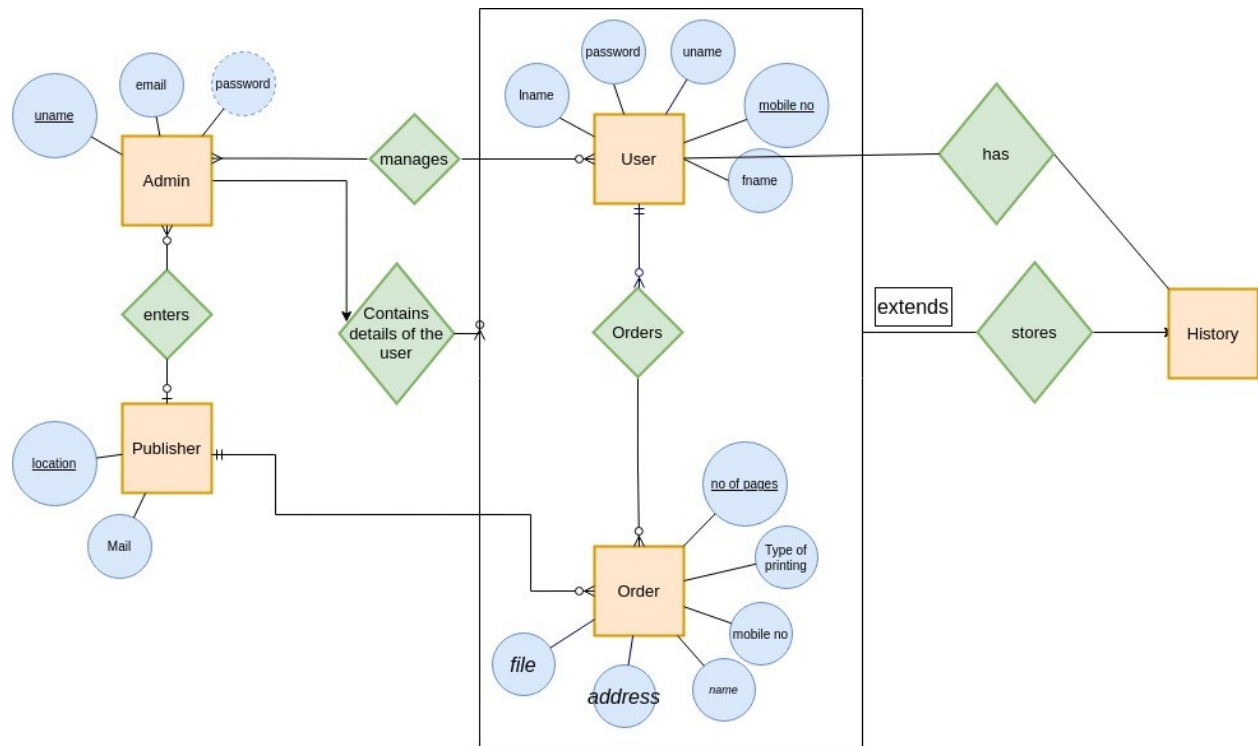 password
uname
email
password
lname
mobile no
uname
manages
User
has
Admin
fname
extends
Contains
details of the
user
enters
Orders
stores
History
Publisher
location
no of pages
Mail
Type of
printing
Order
mobile no
file
address
name